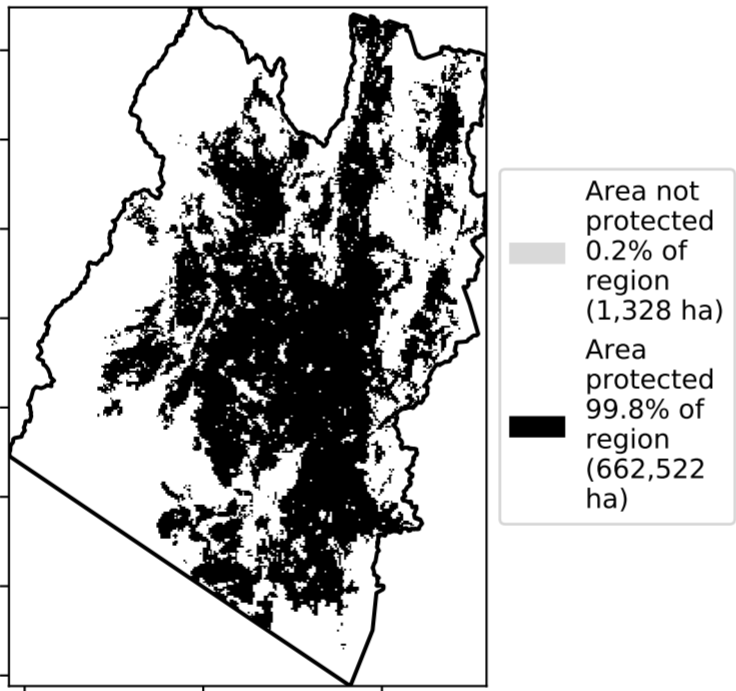 Area not
protected
0.2% of
region
(1,328 ha)
Area
protected
99.8% of
region
(662,522
ha)